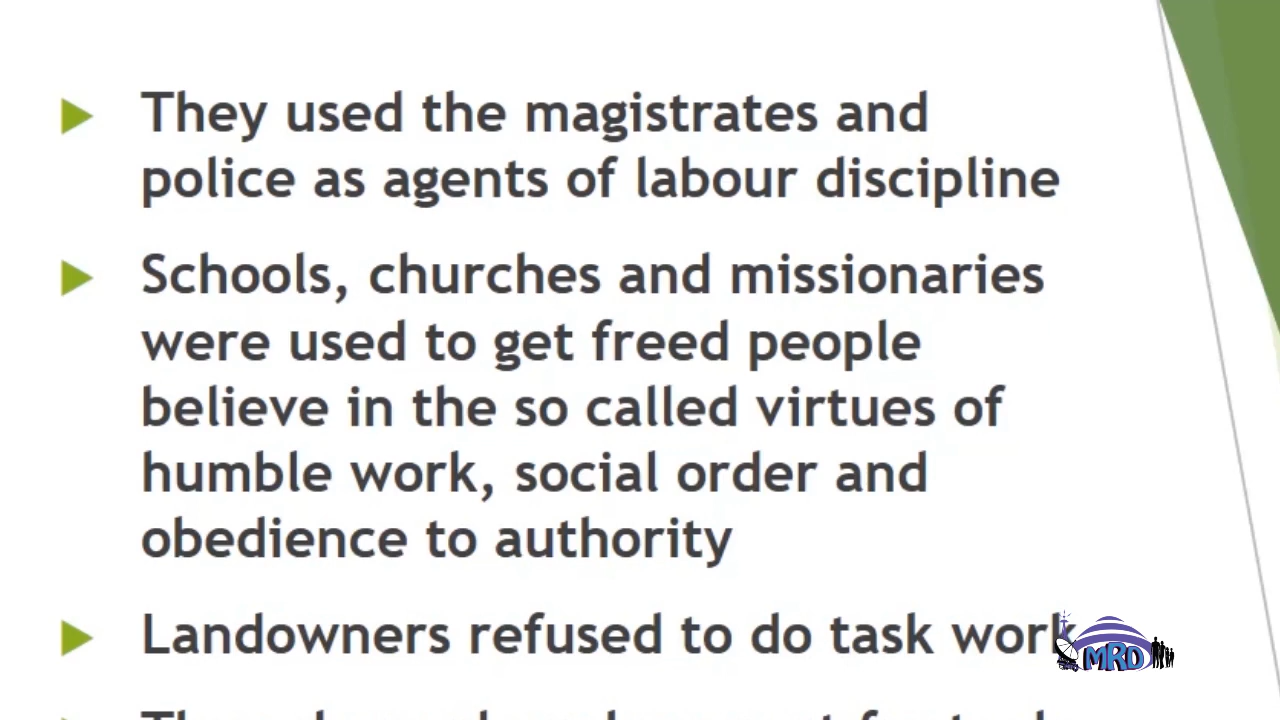 They used the magistrates and
police as agents of labour discipline
Schools, churches and missionaries
were used to get freed people
believe in the so called virtues of
humble work, social order and
obedience to authority
Landowners refused to do task work
MRD